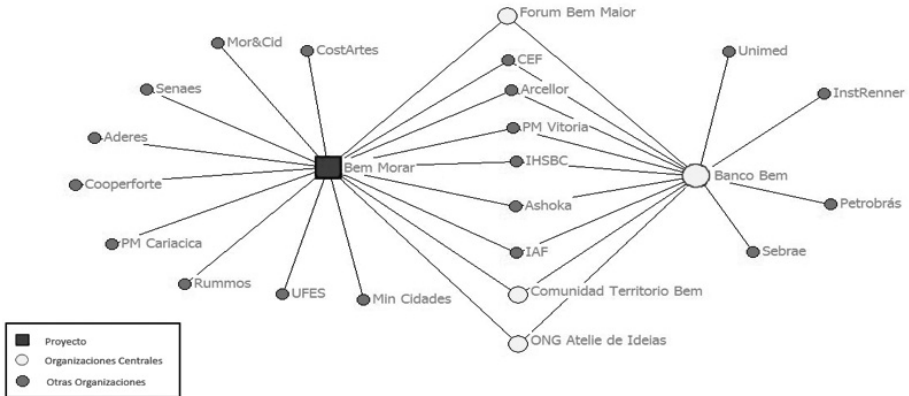 Forum Bem Maior
Mor&Cid
CostArtes
CEF
Unimed
Senaes
Arcellor
InstRenner
PM Vitoria
Aderes
IHSBC
Bem Morar
Banco Bem
Cooperforte
Ashoka
Petrobrás
PM Cariacica
IAF
Sebrae
Rummos
UFES
Min Cidades
Comunidad Territorio Bem
ONG Atelie de Ideias
Proyecto
Organizaciones Centrales
Otras Organizaciones